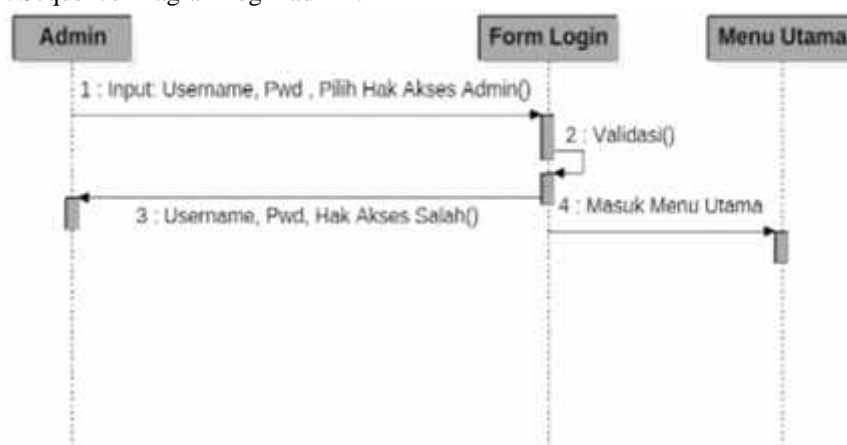 Admin
Form Login
Menu Utama
1 : Input: Username, Pwd , Pilih Hak Akses Admin()
2 : Validasi()
3 : Username, Pwd, Hak Akses Salah()
4 : Masuk Menu Utama